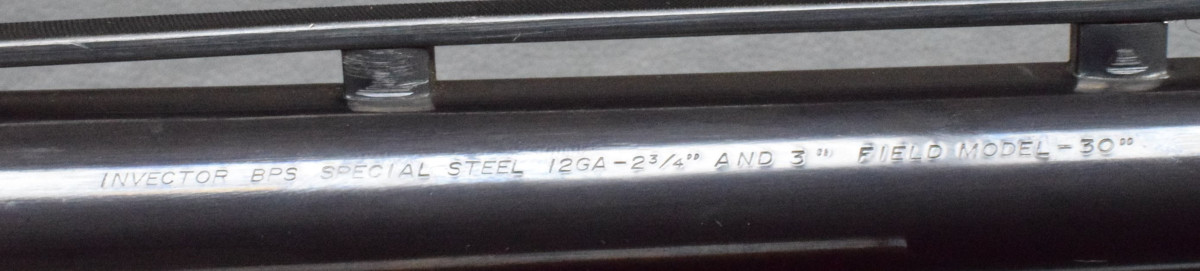 INVECTOR BPS SPECIAL STEEL 12GA-2¾" AND 3" FIELD MODEL-30"